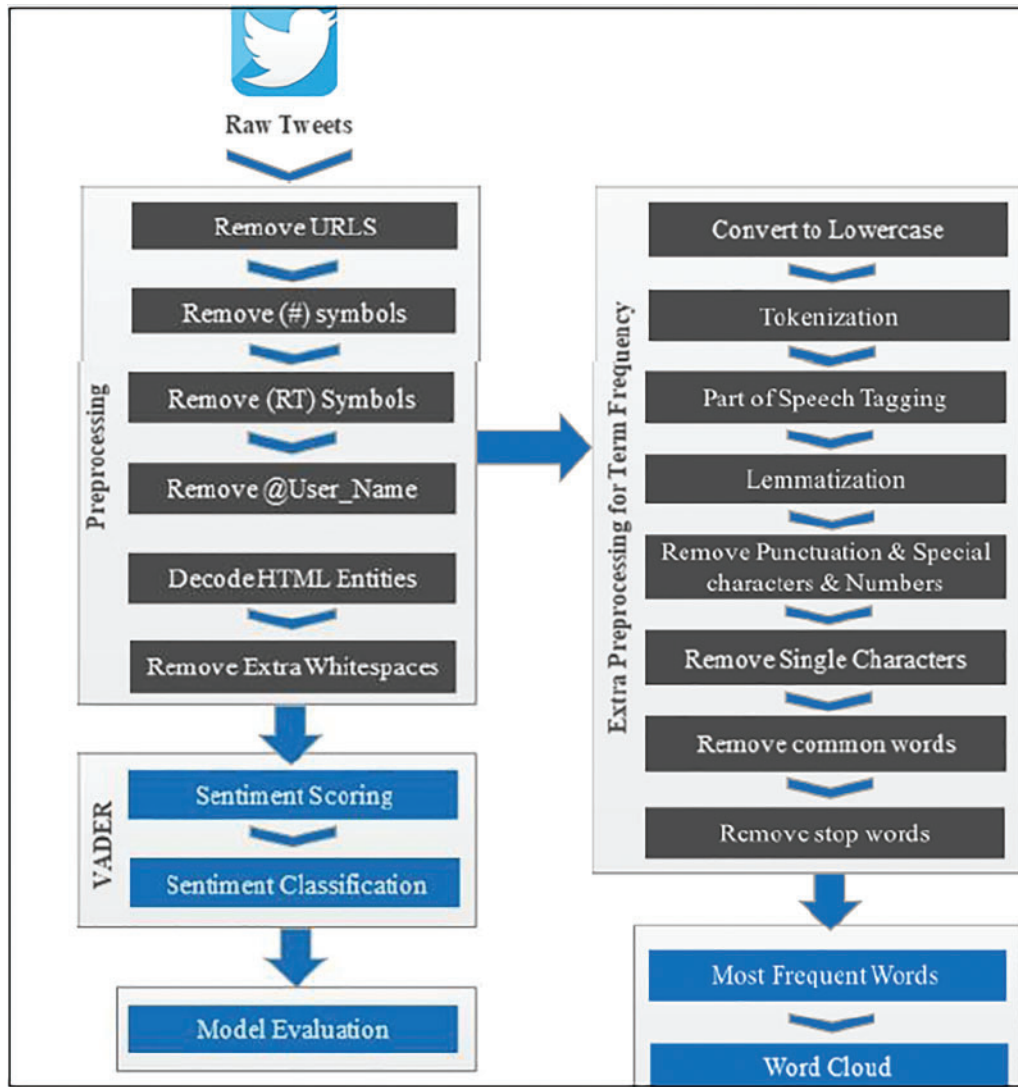 Raw Tweets
Preprocessing
Remove URLS
Remove (#) symbols
Remove (RT) Symbols
Remove @User_Name
Decode HTML Entities
Remove Extra Whitespaces
VADER
Sentiment Scoring
Sentiment Classification
Model Evaluation
Extra Preprocessing for Term Frequency
Convert to Lowercase
Tokenization
Part of Speech Tagging
Lemmatization
Remove Punctuation & Special
characters & Numbers
Remove Single Characters
Remove common words
Remove stop words
Most Frequent Words
Word Cloud